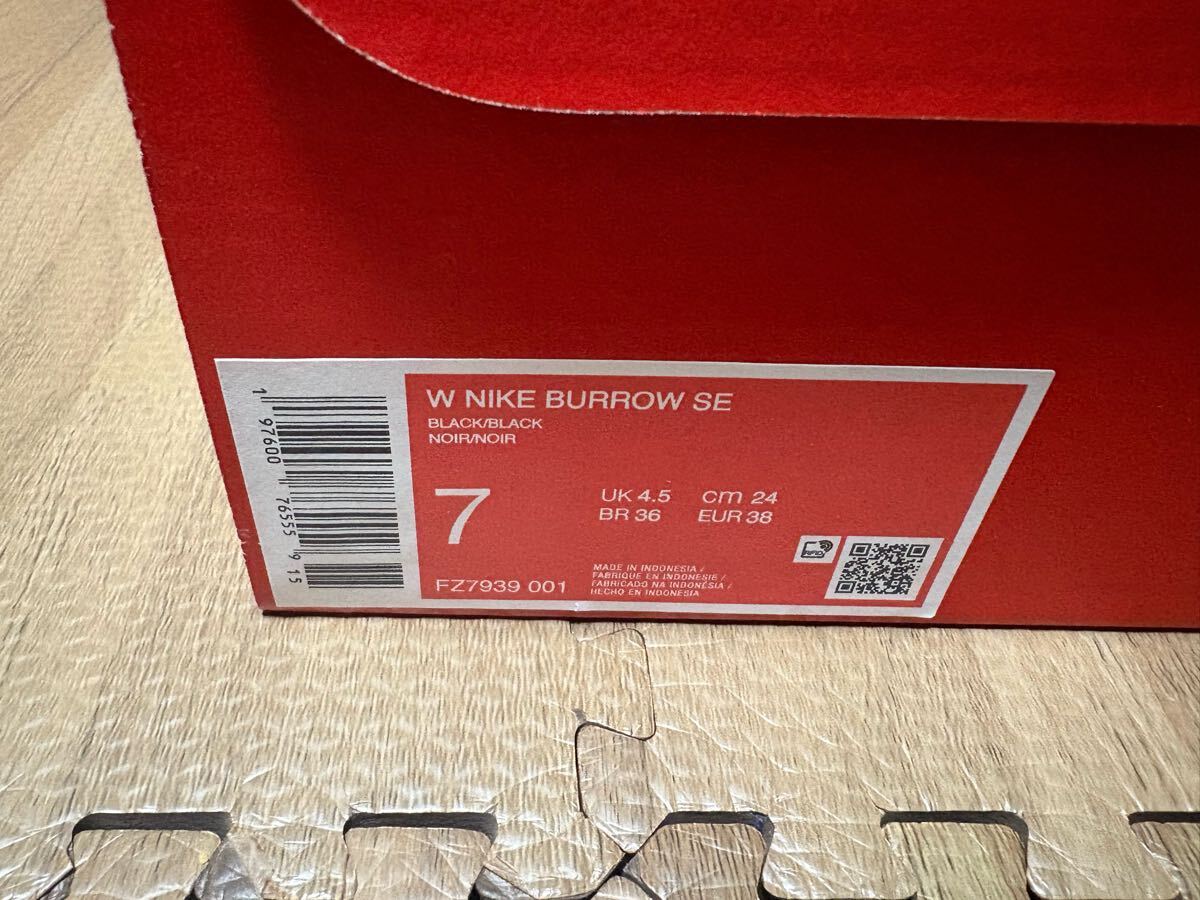 W NIKE BURROW SE
BLACK/BLACK
NOIR/NOIR
7
UK 4.5 cm 24
BR 36 EUR 38
FZ7939 001
MADE IN INDONESIA /
FABRIQUE EN INDONESIE /
FABRICADO NA INDONÉSIA /
HECHO EN INDONESIA
RFID
1 97600 76555 9 15